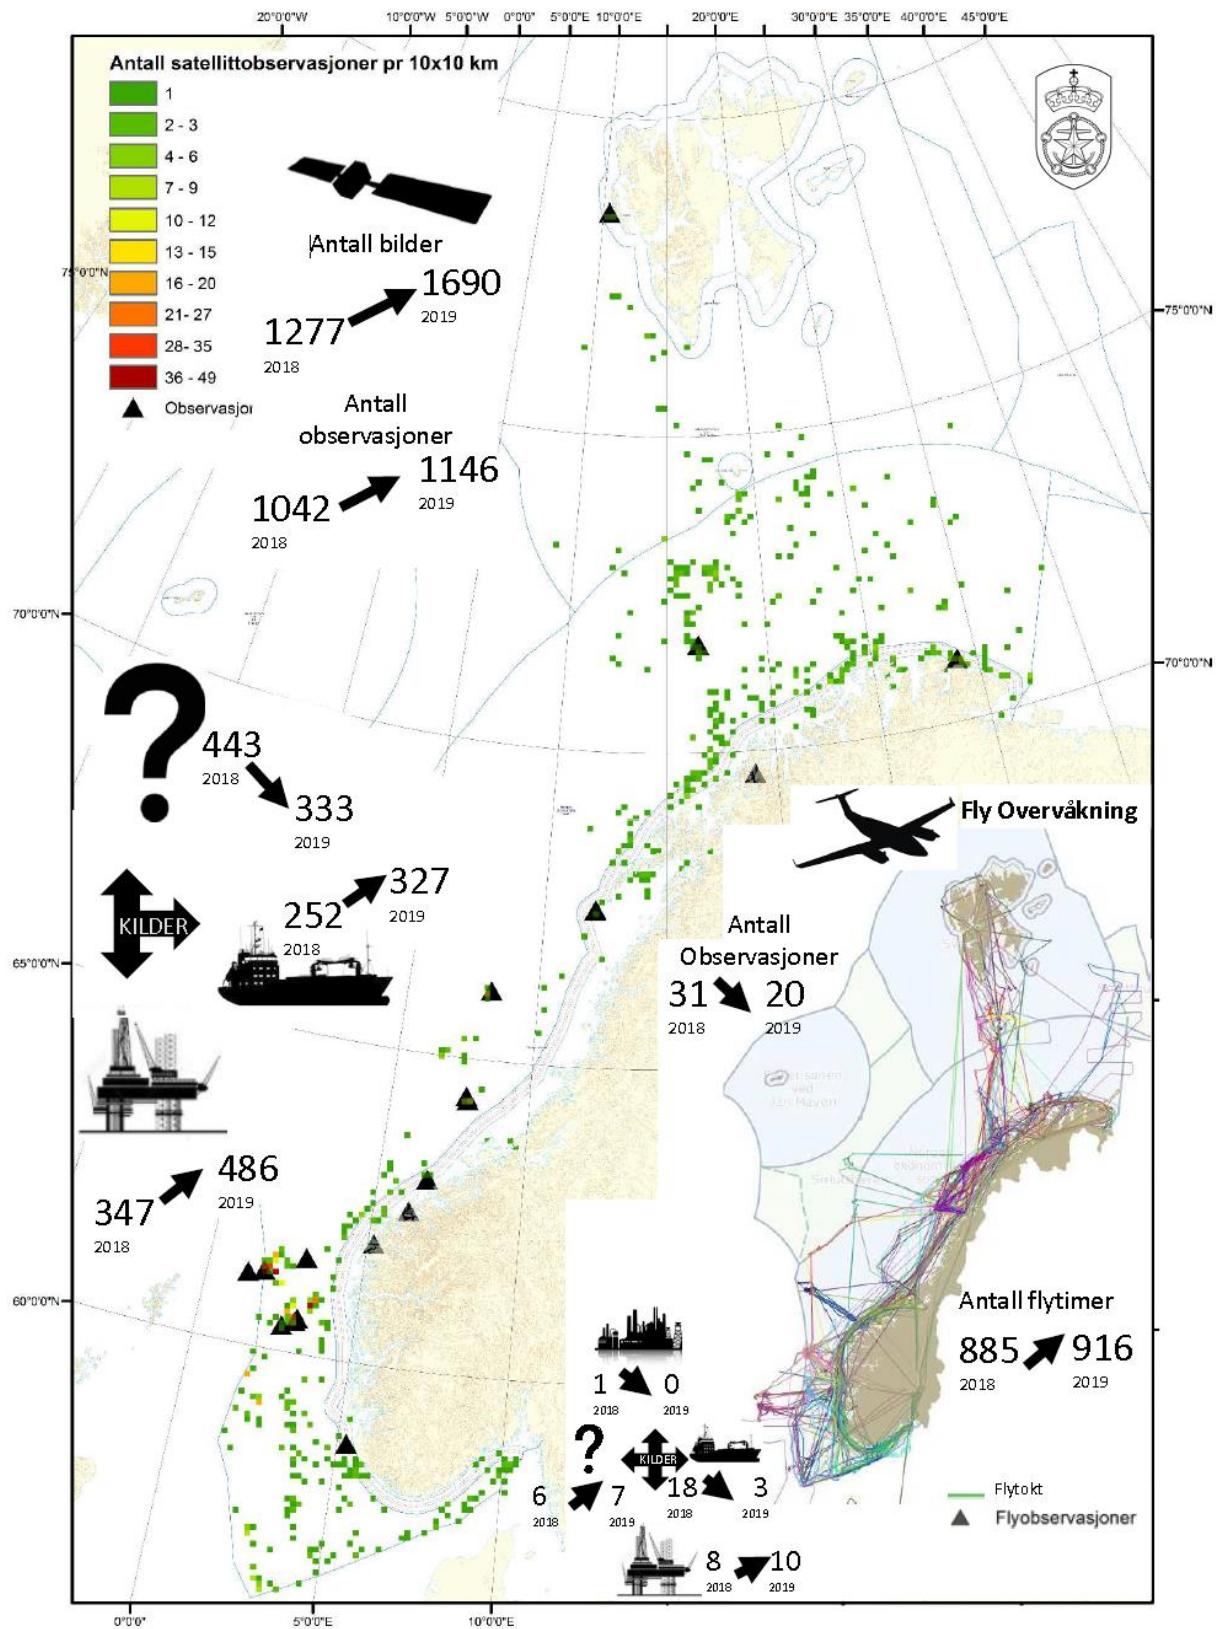 20°0'0"W 10°0'0"W 5°0'0"W 0°0'0" 5°0'0"E 10°0'0"E 20°0'0"E 30°0'0"E 35°0'0"E 40°0'0"E 45°0'0"E
Antall satellittobservasjoner pr 10x10 km
1
2 - 3
4 - 6
7 - 9
10 - 12
13 - 15
16 - 20
21- 27
28- 35
36 - 49
Observasjor
75°0'0"N
75°0'0"N
Antall bilder
1690
2019
1277
2018
Antall
observasjoner
1146
2019
1042
2018
70°0'0"N
70°0'0"N
443
2018
333
2019
KILDER
327
2019
252
2018
65°0'0"N
486
2019
347
2018
60°0'0"N
Fly Overvåkning
Antall
Observasjoner
31 20
2018 2019
Antall flytimer
885 916
2018 2019
1 0
2018 2019
KILDER
6 7
2018 2019
18 3
2018 2019
8 10
2018 2019
Flytokt
Flyobservasjoner
0°0'0" 5°0'0"E 10°0'0"E